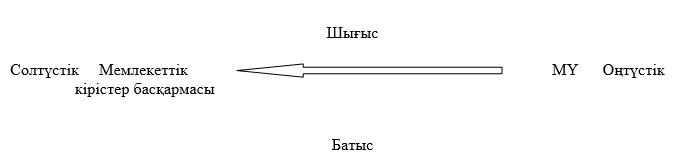 Шығыс
Солтүстік Мемлекеттік МҮ Оңтүстік
кірістер басқармасы
Батыс